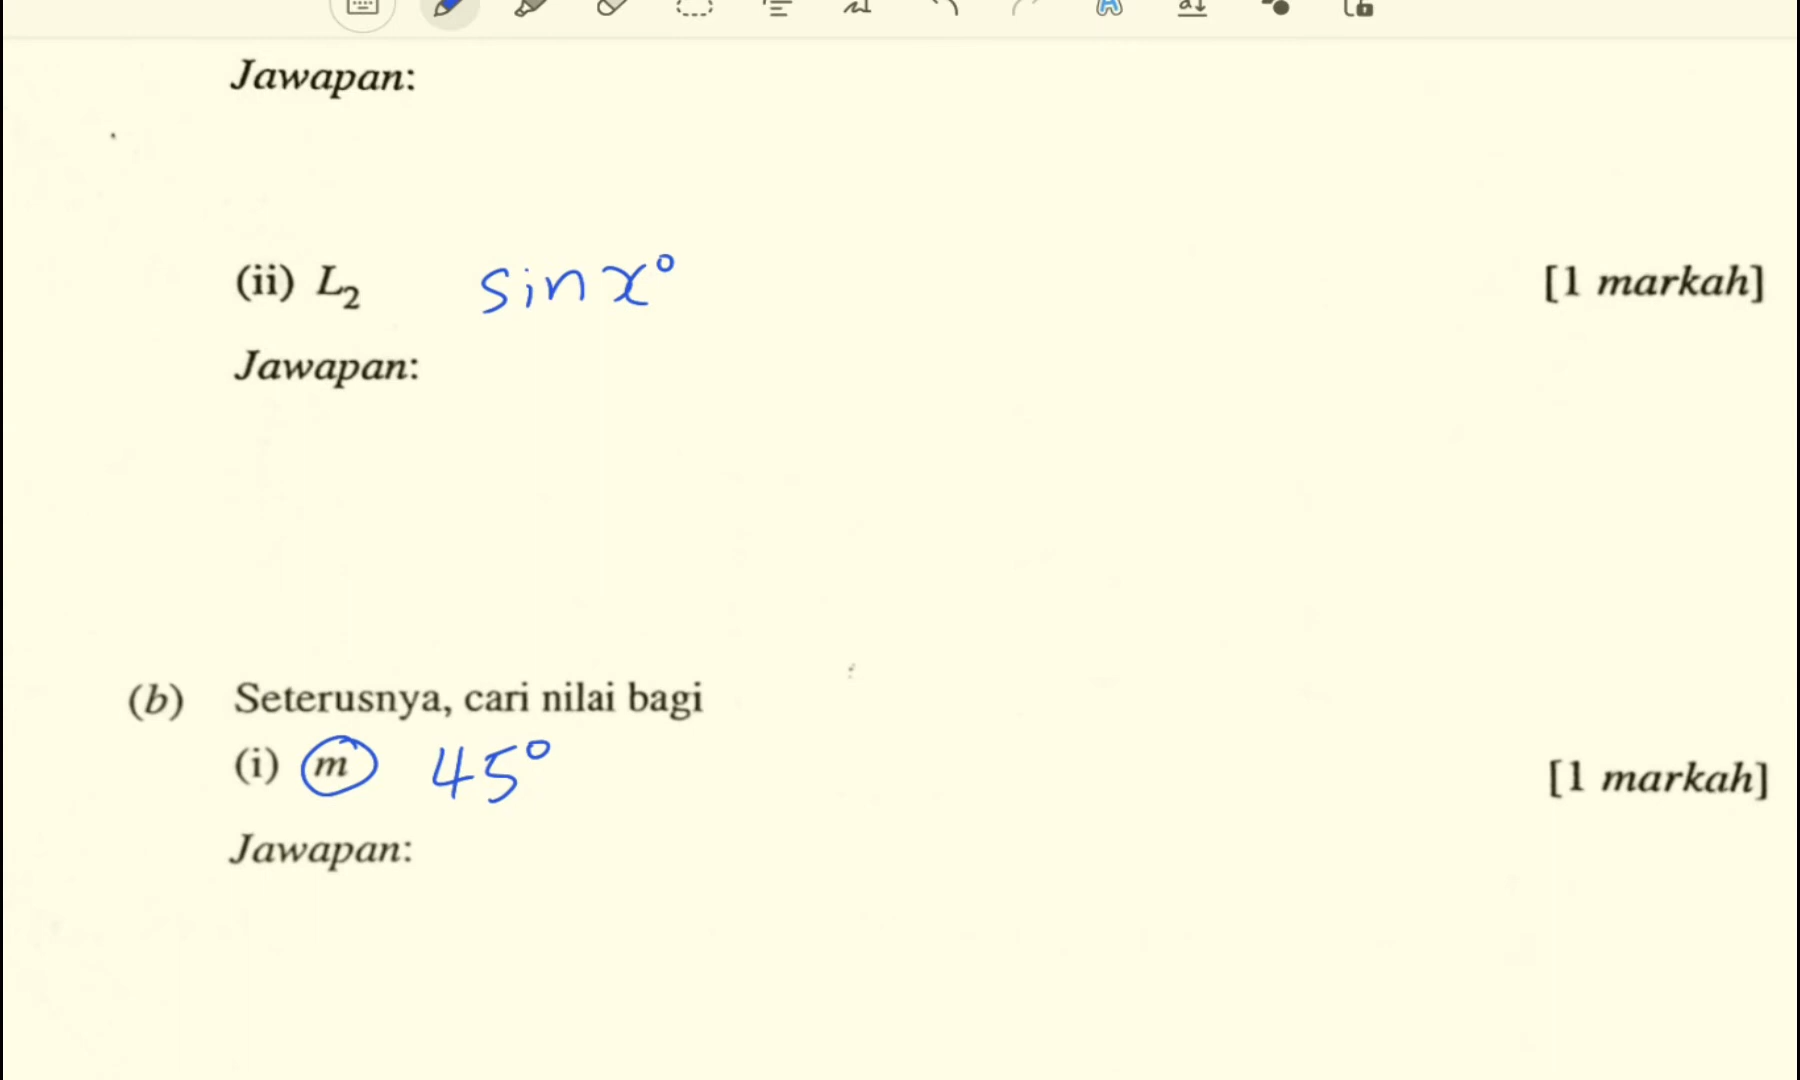 Jawapan:
(ii) L₂ sin x° [1 markah]
Jawapan:
(b) Seterusnya, cari nilai bagi
(i) m 45° [1 markah]
Jawapan: